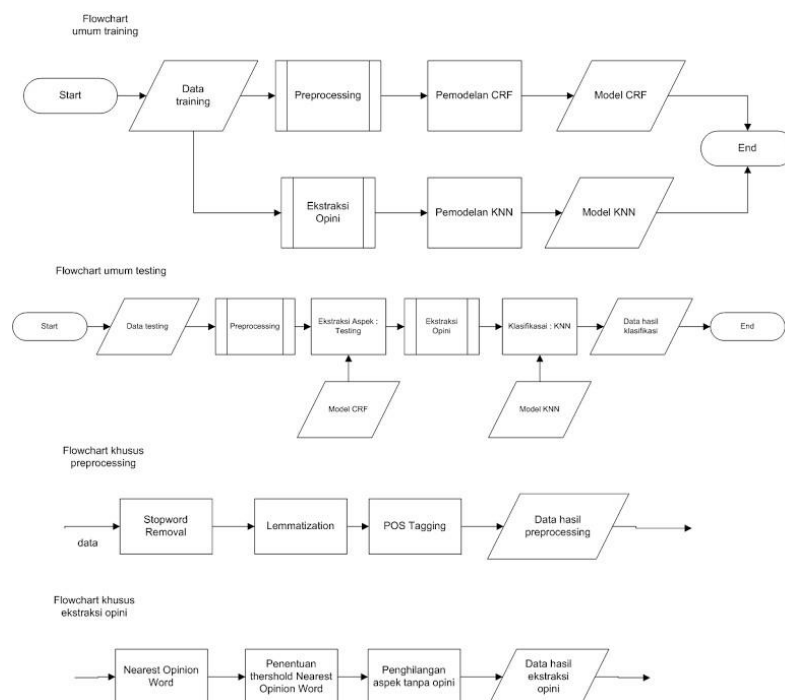 Flowchart
umum training
Start
Data
training
Preprocessing
Pemodelan CRF
Model CRF
End
Ekstraksi
Opini
Pemodelan KNN
Model KNN
Flowchart umum testing
Start
Data testing
Preprocessing
Ekstraksi Aspek :
Testing
Ekstraksi
Opini
Klasifikasai : KNN
Data hasil
klasifikasi
End
Model CRF
Model KNN
Flowchart khusus
preprocessing
data
Stopword
Removal
Lemmatization
POS Tagging
Data hasil
preprocessing
Flowchart khusus
ekstraksi opini
Nearest Opinion
Word
Penentuan
thershold Nearest
Opinion Word
Penghilangan
aspek tanpa opini
Data hasil
ekstraksi
opini